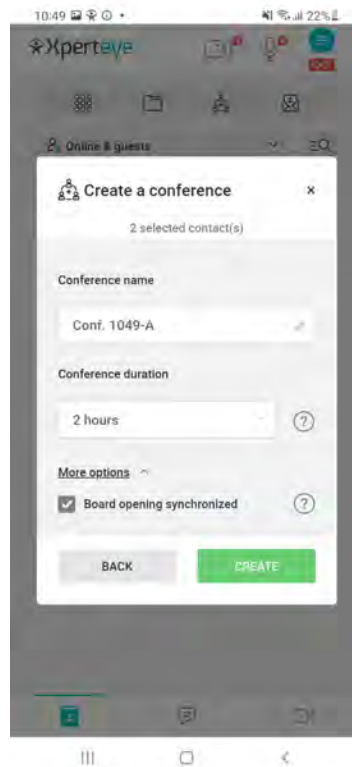 10:49 22%
Xperteye
Online & guests
Create a conference ×
2 selected contact(s)
Conference name
Conf. 1049-A
Conference duration
2 hours ?
More options
Board opening synchronized ?
BACK CREATE